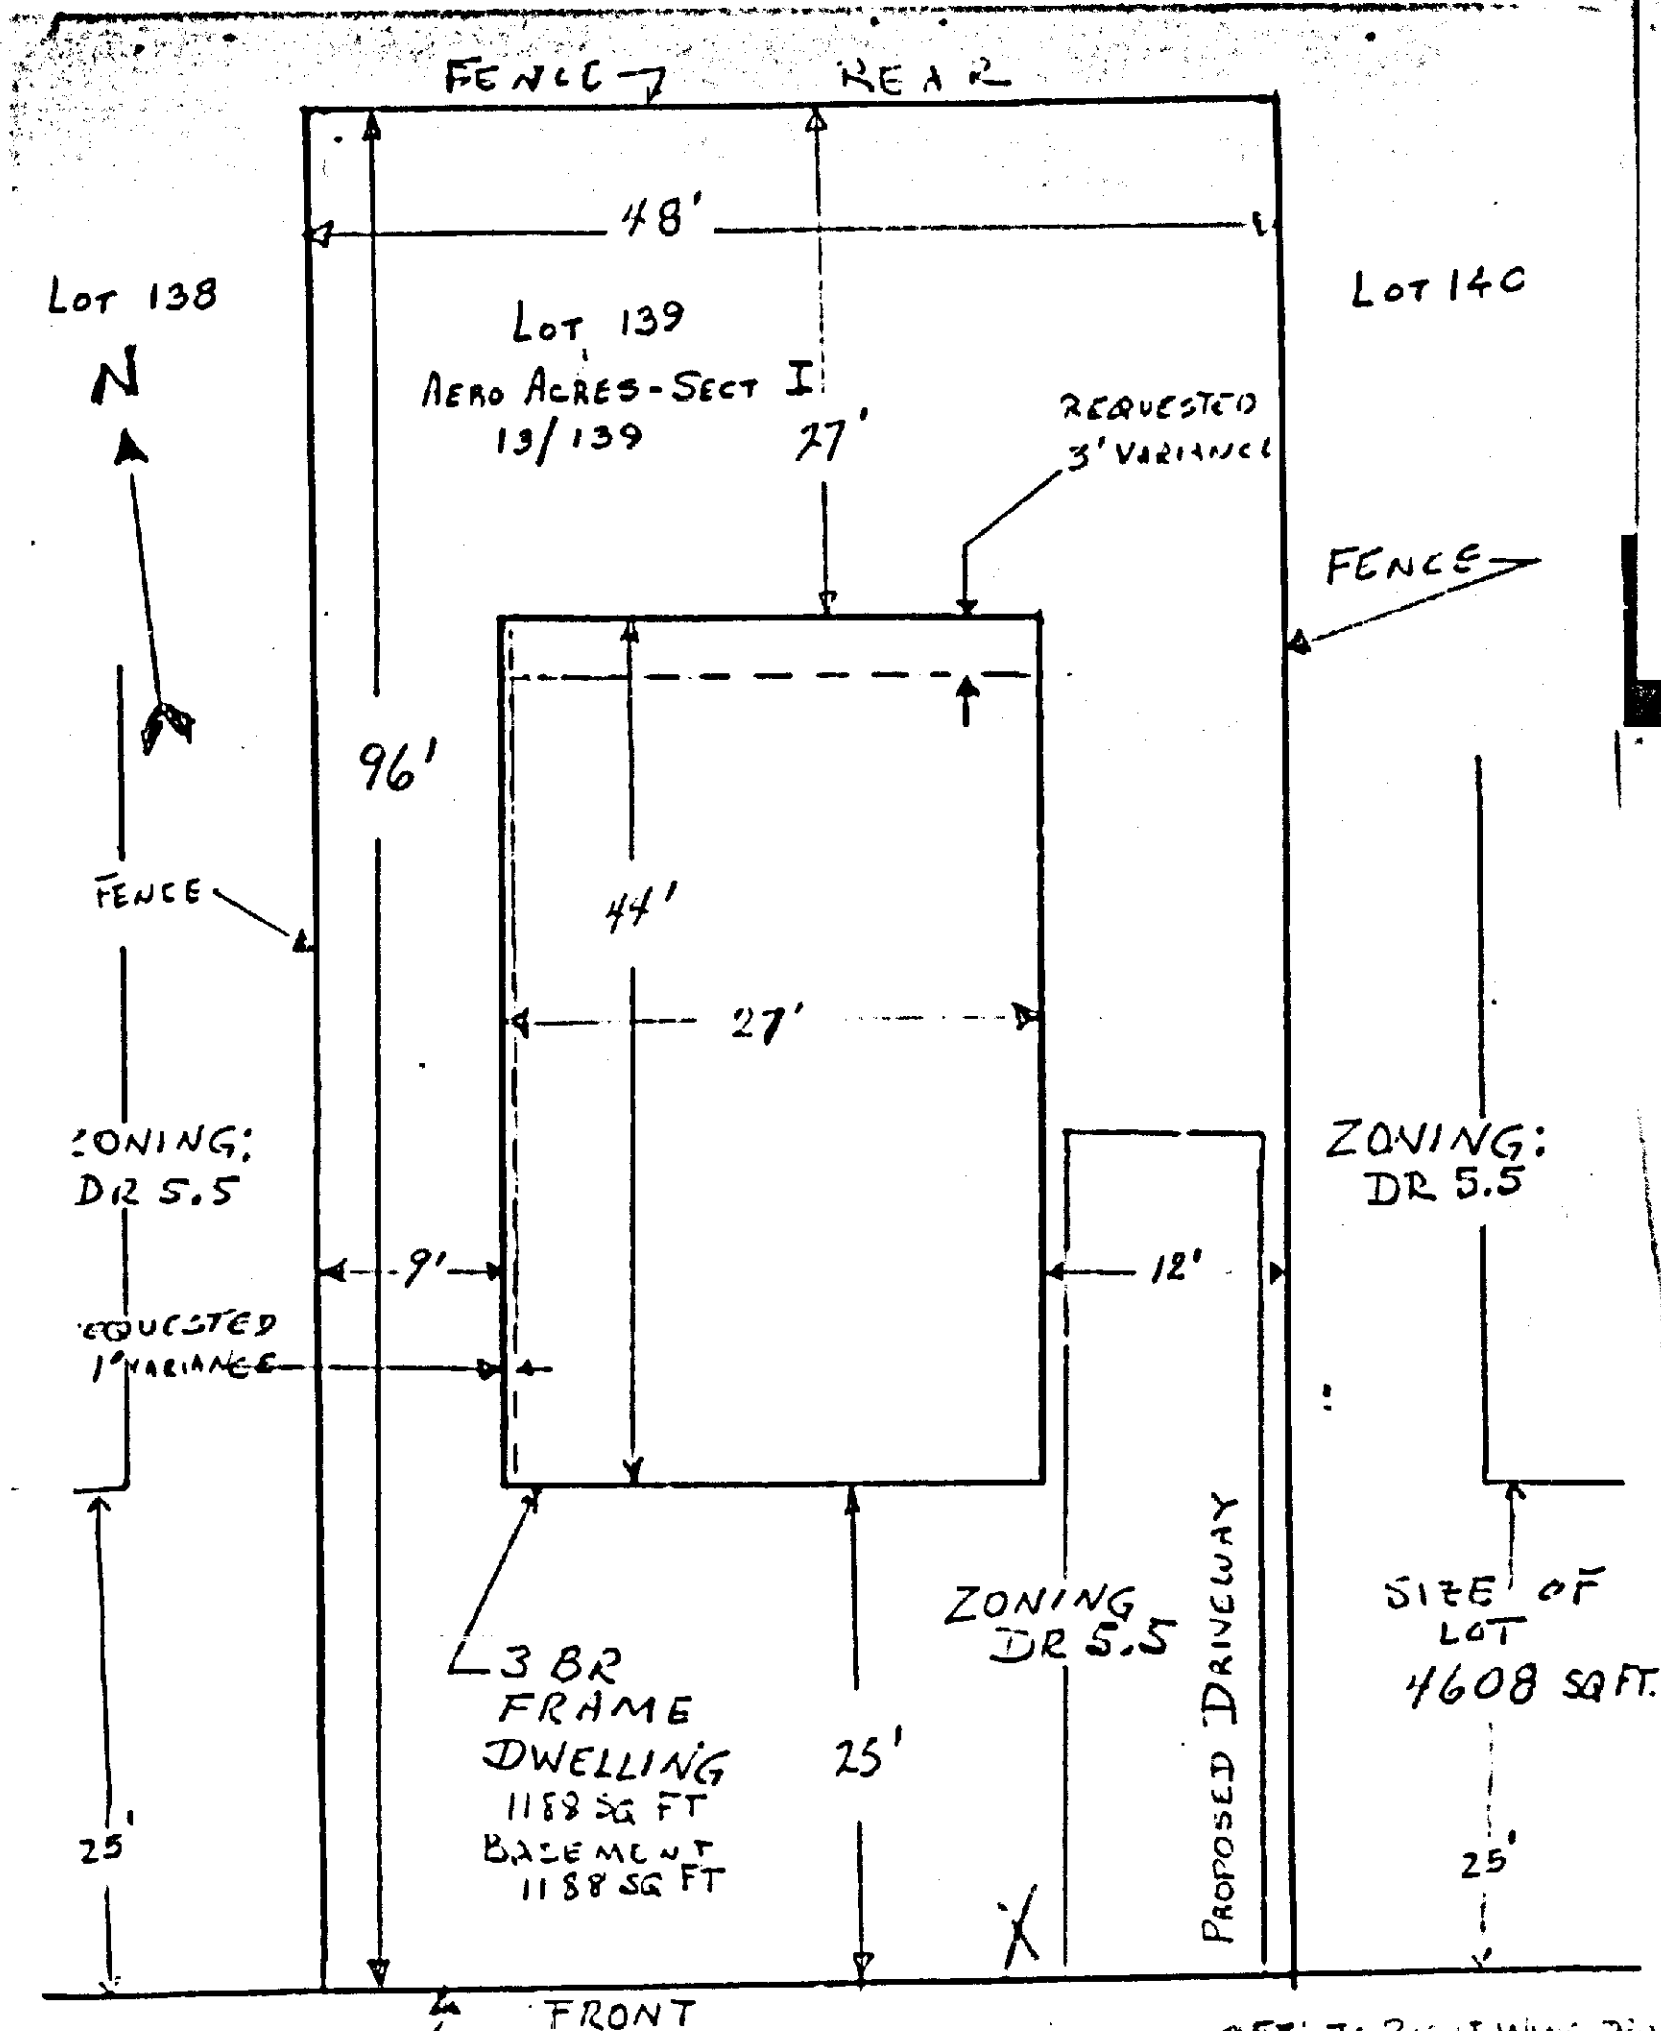 FENCE
REAR
48'
LOT 138
LOT 139
AERO ACRES-SECT I
13/139
LOT 140
N
27'
REQUESTED
3' VARIANCE
FENCE
96'
FENCE
44'
27'
ZONING:
DR 5.5
ZONING:
DR 5.5
9'
12'
REQUESTED
1' VARIANCE
ZONING
DR 5.5
PROPOSED DRIVEWAY
SIZE OF
LOT
4608 SQ FT.
3 BR
FRAME
DWELLING
1188 SQ FT
BASEMENT
1188 SQ FT
25'
25'
25'
X
FRONT